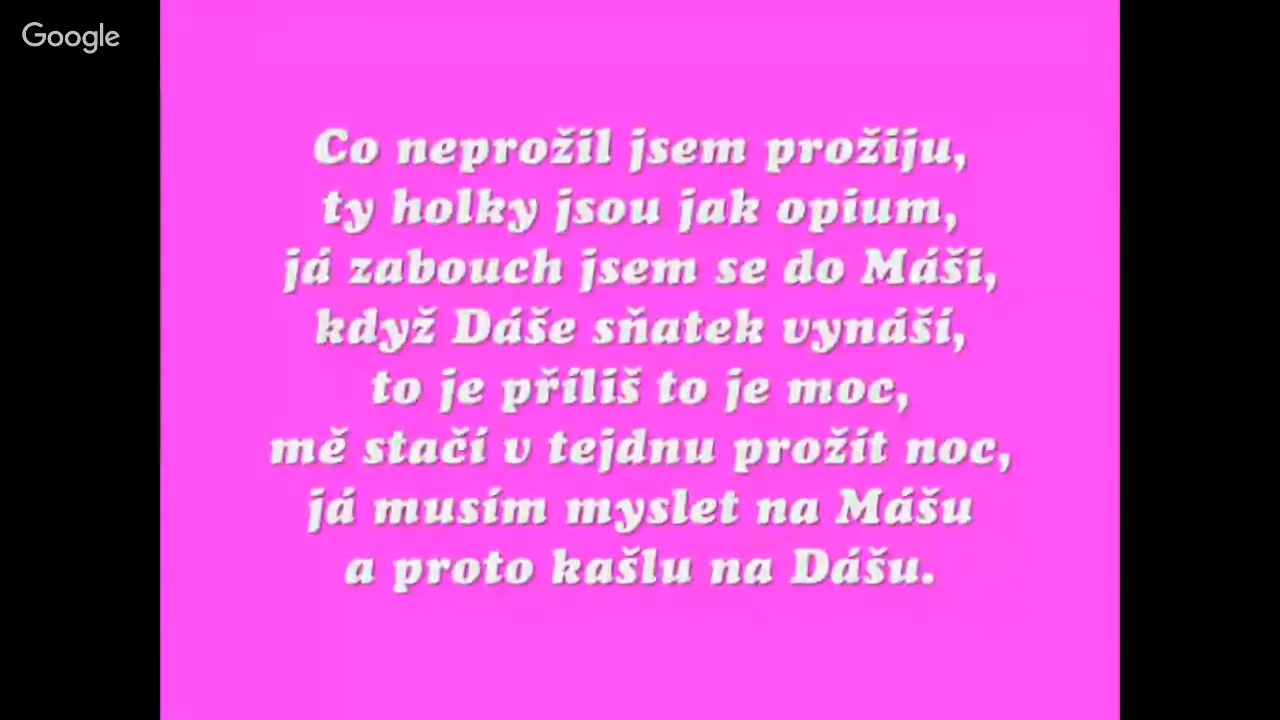 Google
Co neprožil jsem prožiju,
ty holky jsou jak opium,
já zabouch jsem se do Máši,
když Dáše sňatek vynáší,
to je příliš to je moc,
mě stačí v tejdnu prožít noc,
já musím myslet na Mášu
a proto kašlu na Dášu.